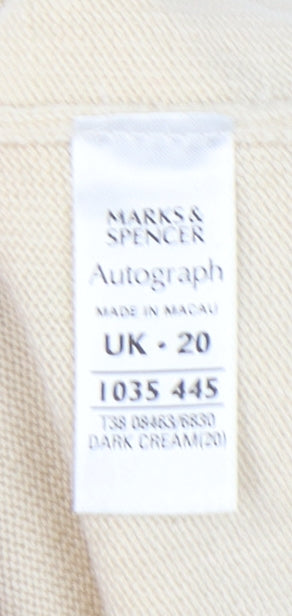 MARKS &
SPENCER
Autograph
MADE IN MACAU
UK • 20
1035 445
T38 08463/6830
DARK CREAM(20)